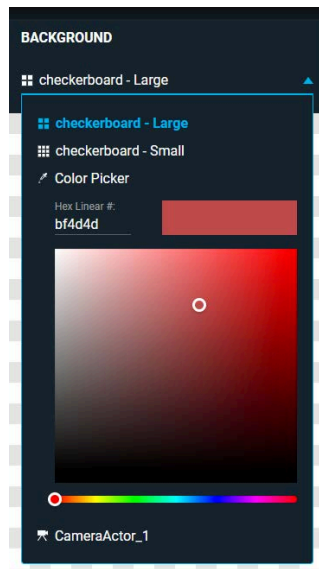 BACKGROUND
checkerboard - Large
checkerboard - Large
checkerboard - Small
Color Picker
Hex Linear #:
bf4d4d
CameraActor_1